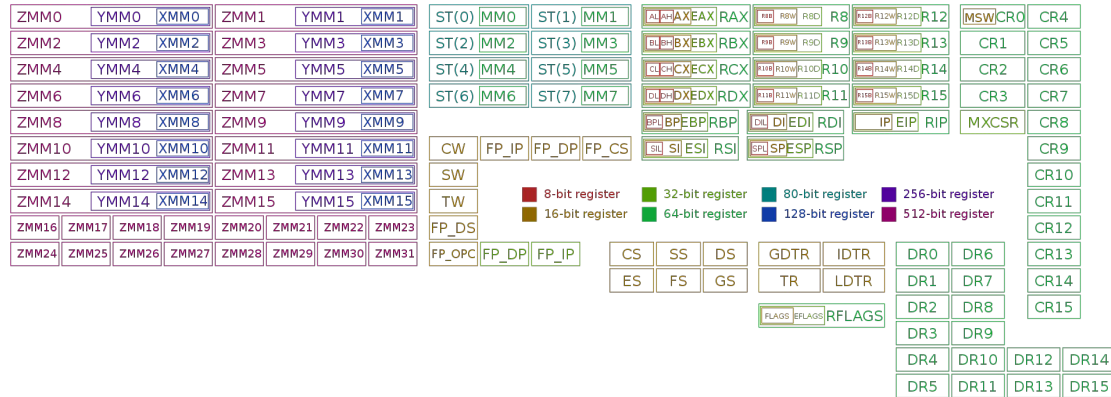 ZMM0 YMM0 XMM0 ZMM1 YMM1 XMM1 ST(0) MM0 ST(1) MM1 AL AH AX EAX RAX R8B R8W R8D R8 R12B R12W R12D R12 MSW CR0 CR4
ZMM2 YMM2 XMM2 ZMM3 YMM3 XMM3 ST(2) MM2 ST(3) MM3 BL BH BX EBX RBX R9B R9W R9D R9 R13B R13W R13D R13 CR1 CR5
ZMM4 YMM4 XMM4 ZMM5 YMM5 XMM5 ST(4) MM4 ST(5) MM5 CL CH CX ECX RCX R10B R10W R10D R10 R14B R14W R14D R14 CR2 CR6
ZMM6 YMM6 XMM6 ZMM7 YMM7 XMM7 ST(6) MM6 ST(7) MM7 DL DH DX EDX RDX R11B R11W R11D R11 R15B R15W R15D R15 CR3 CR7
ZMM8 YMM8 XMM8 ZMM9 YMM9 XMM9 BPL BP EBP RBP DIL DI EDI RDI IP EIP RIP MXCSR CR8
ZMM10 YMM10 XMM10 ZMM11 YMM11 XMM11 CW FP_IP FP_DP FP_CS SIL SI ESI RSI SPL SP ESP RSP CR9
ZMM12 YMM12 XMM12 ZMM13 YMM13 XMM13 SW CR10
ZMM14 YMM14 XMM14 ZMM15 YMM15 XMM15 TW 8-bit register 32-bit register 80-bit register 256-bit register CR11
ZMM16 ZMM17 ZMM18 ZMM19 ZMM20 ZMM21 ZMM22 ZMM23 FP_DS 16-bit register 64-bit register 128-bit register 512-bit register CR12
ZMM24 ZMM25 ZMM26 ZMM27 ZMM28 ZMM29 ZMM30 ZMM31 FP_OPC FP_DP FP_IP CS SS DS GDTR IDTR DR0 DR6 CR13
ES FS GS TR LDTR DR1 DR7 CR14
FLAGS EFLAGS RFLAGS DR2 DR8 CR15
DR3 DR9
DR4 DR10 DR12 DR14
DR5 DR11 DR13 DR15